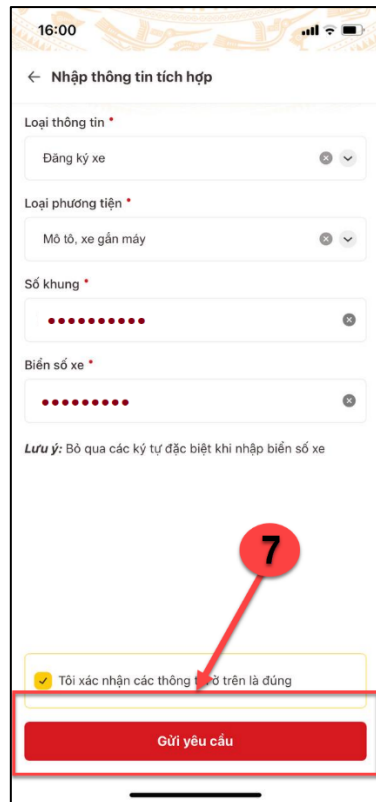 16:00
Nhập thông tin tích hợp
Loại thông tin *
Đăng ký xe
Loại phương tiện *
Mô tô, xe gắn máy
Số khung *
Biển số xe *
Lưu ý: Bỏ qua các ký tự đặc biệt khi nhập biển số xe
7
Tôi xác nhận các thông ở trên là đúng
Gửi yêu cầu